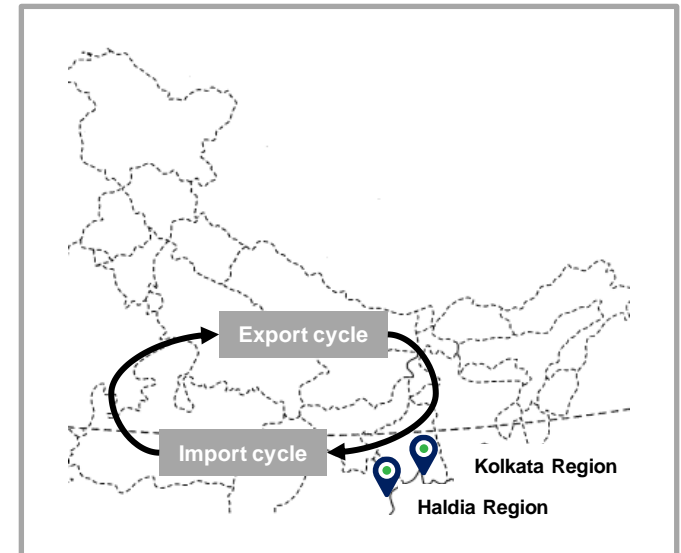 Export cycle
Import cycle
Kolkata Region
Haldia Region